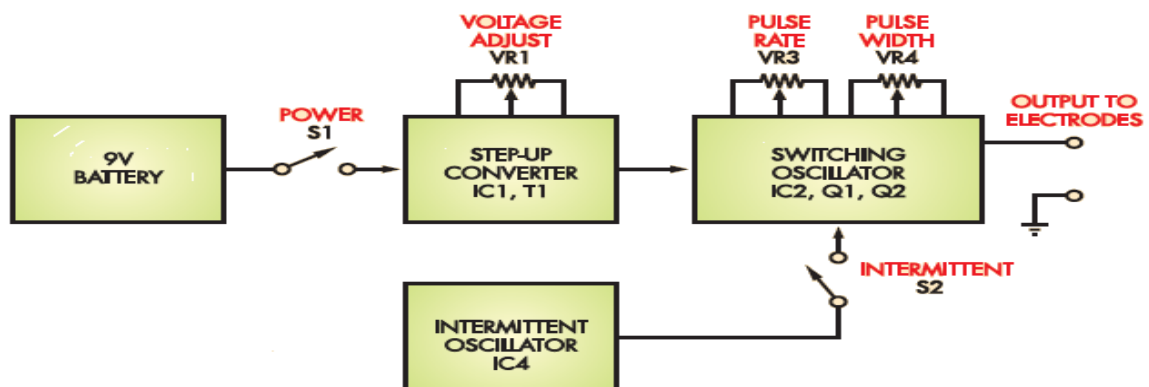 VOLTAGE
ADJUST
VR1
PULSE
RATE
VR3
PULSE
WIDTH
VR4
POWER
S1
OUTPUT TO
ELECTRODES
9V
BATTERY
STEP-UP
CONVERTER
IC1, T1
SWITCHING
OSCILLATOR
IC2, Q1, Q2
INTERMITTENT
S2
INTERMITTENT
OSCILLATOR
IC4